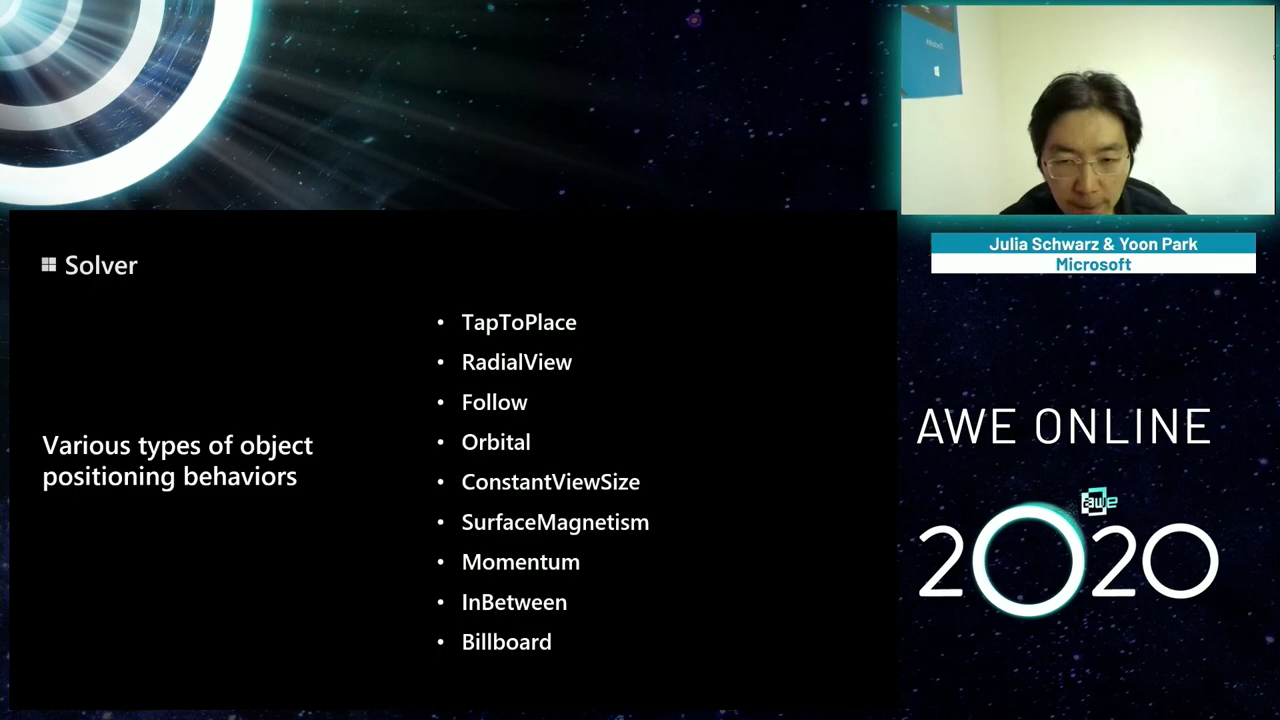 Solver
Various types of object
positioning behaviors
• TapToPlace
• RadialView
• Follow
• Orbital
• ConstantViewSize
• SurfaceMagnetism
• Momentum
• InBetween
• Billboard
Julia Schwarz & Yoon Park
Microsoft
AWE ONLINE
awe
2020